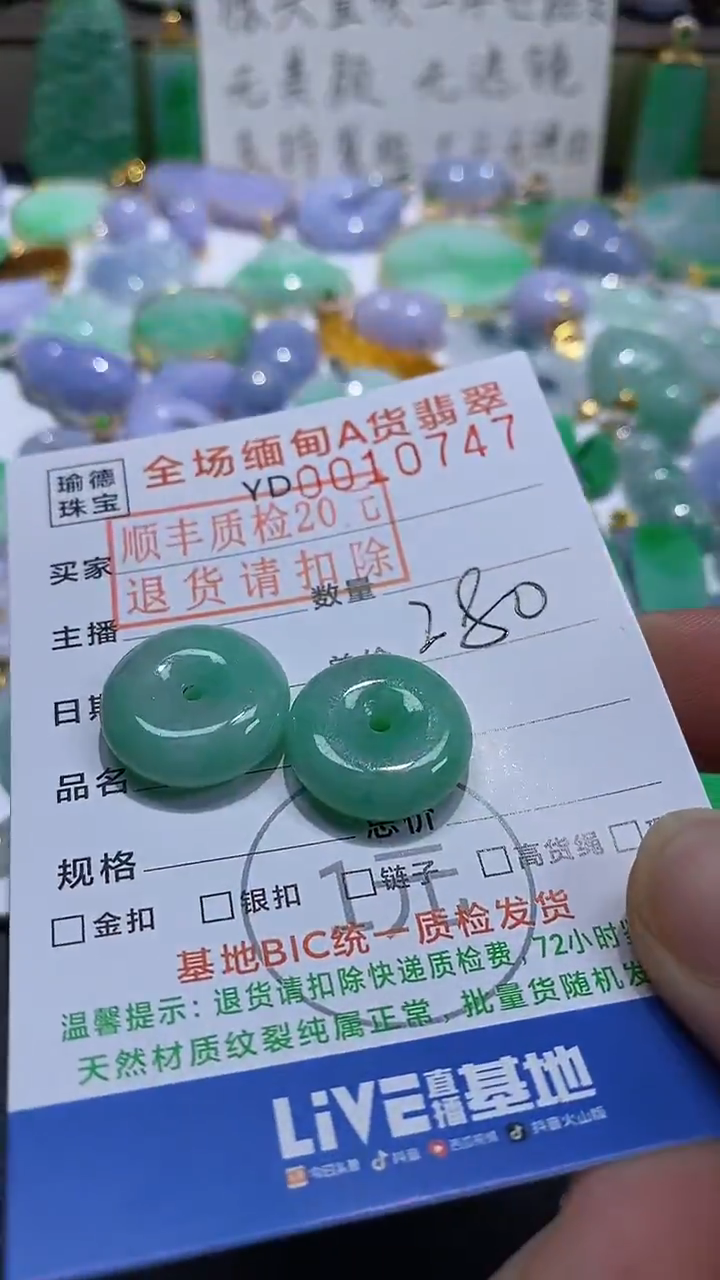 无美颜 无滤镜
瑜德
珠宝
全场缅甸A货翡翠
YD0010747
顺丰质检20
退货请扣除
买家
数量
主播
280
品名
总价
规格
金扣
银扣
链子
高货绳
基地BIC统一质检发货
温馨提示：退货请扣除快递质检费，72小时
天然材质纹裂纯属正常，批量货随机发
LiVE直播基地
今日头条 抖音 西瓜视频 抖音火山版